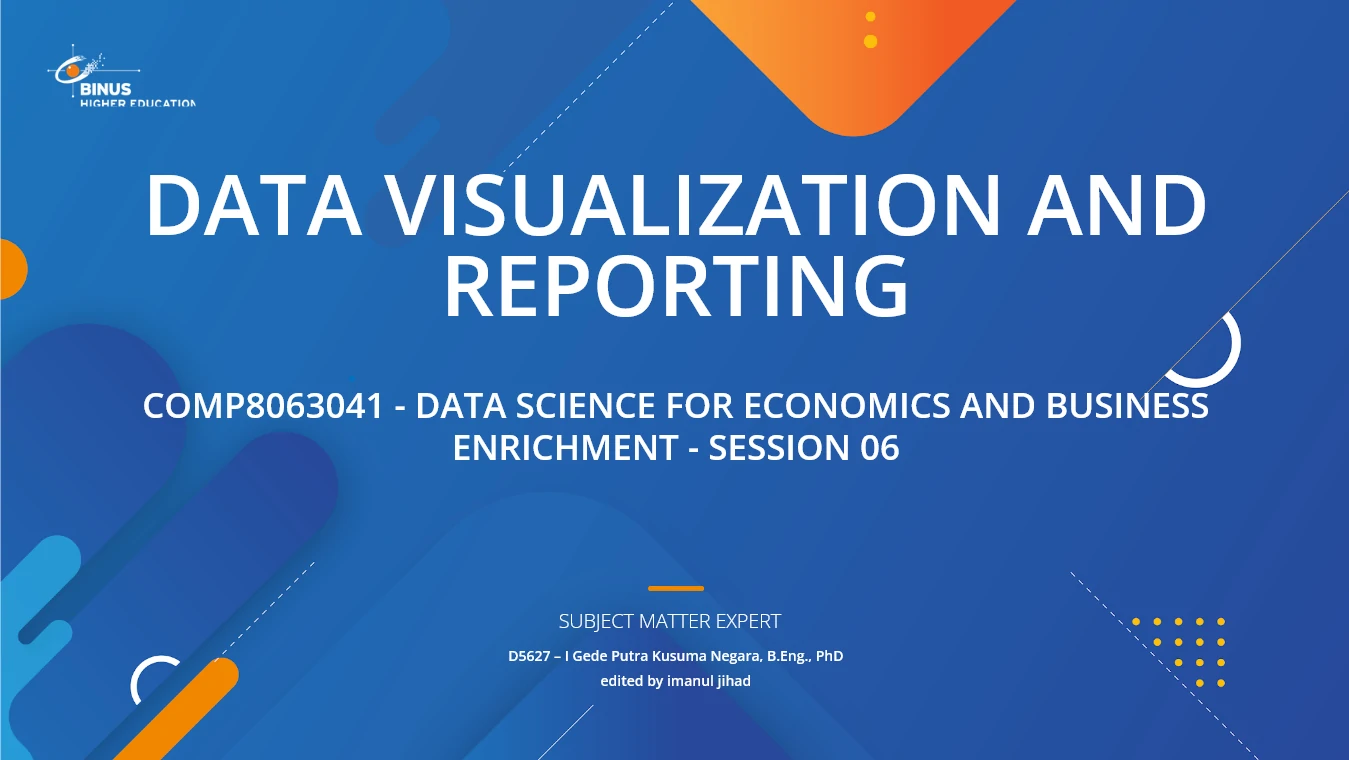 BINUS
HIGHER EDUCATION
DATA VISUALIZATION AND
REPORTING
COMP8063041 - DATA SCIENCE FOR ECONOMICS AND BUSINESS
ENRICHMENT - SESSION 06
SUBJECT MATTER EXPERT
D5627 – I Gede Putra Kusuma Negara, B.Eng., PhD
edited by imanul jihad